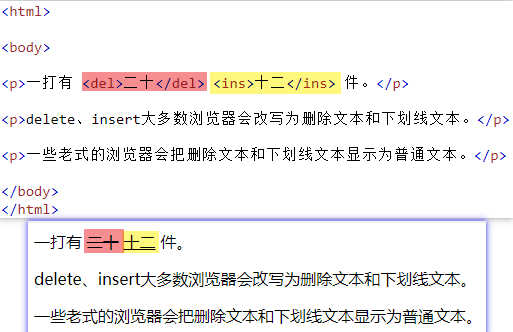 <html>
<body>
<p>一打有 <del>二十</del> <ins>十二</ins> 件。</p>
<p>delete、insert大多数浏览器会改写为删除文本和下划线文本。</p>
<p>一些老式的浏览器会把删除文本和下划线文本显示为普通文本。</p>
</body>
</html>
一打有 二十 十二 件。
delete、insert大多数浏览器会改写为删除文本和下划线文本。
一些老式的浏览器会把删除文本和下划线文本显示为普通文本。